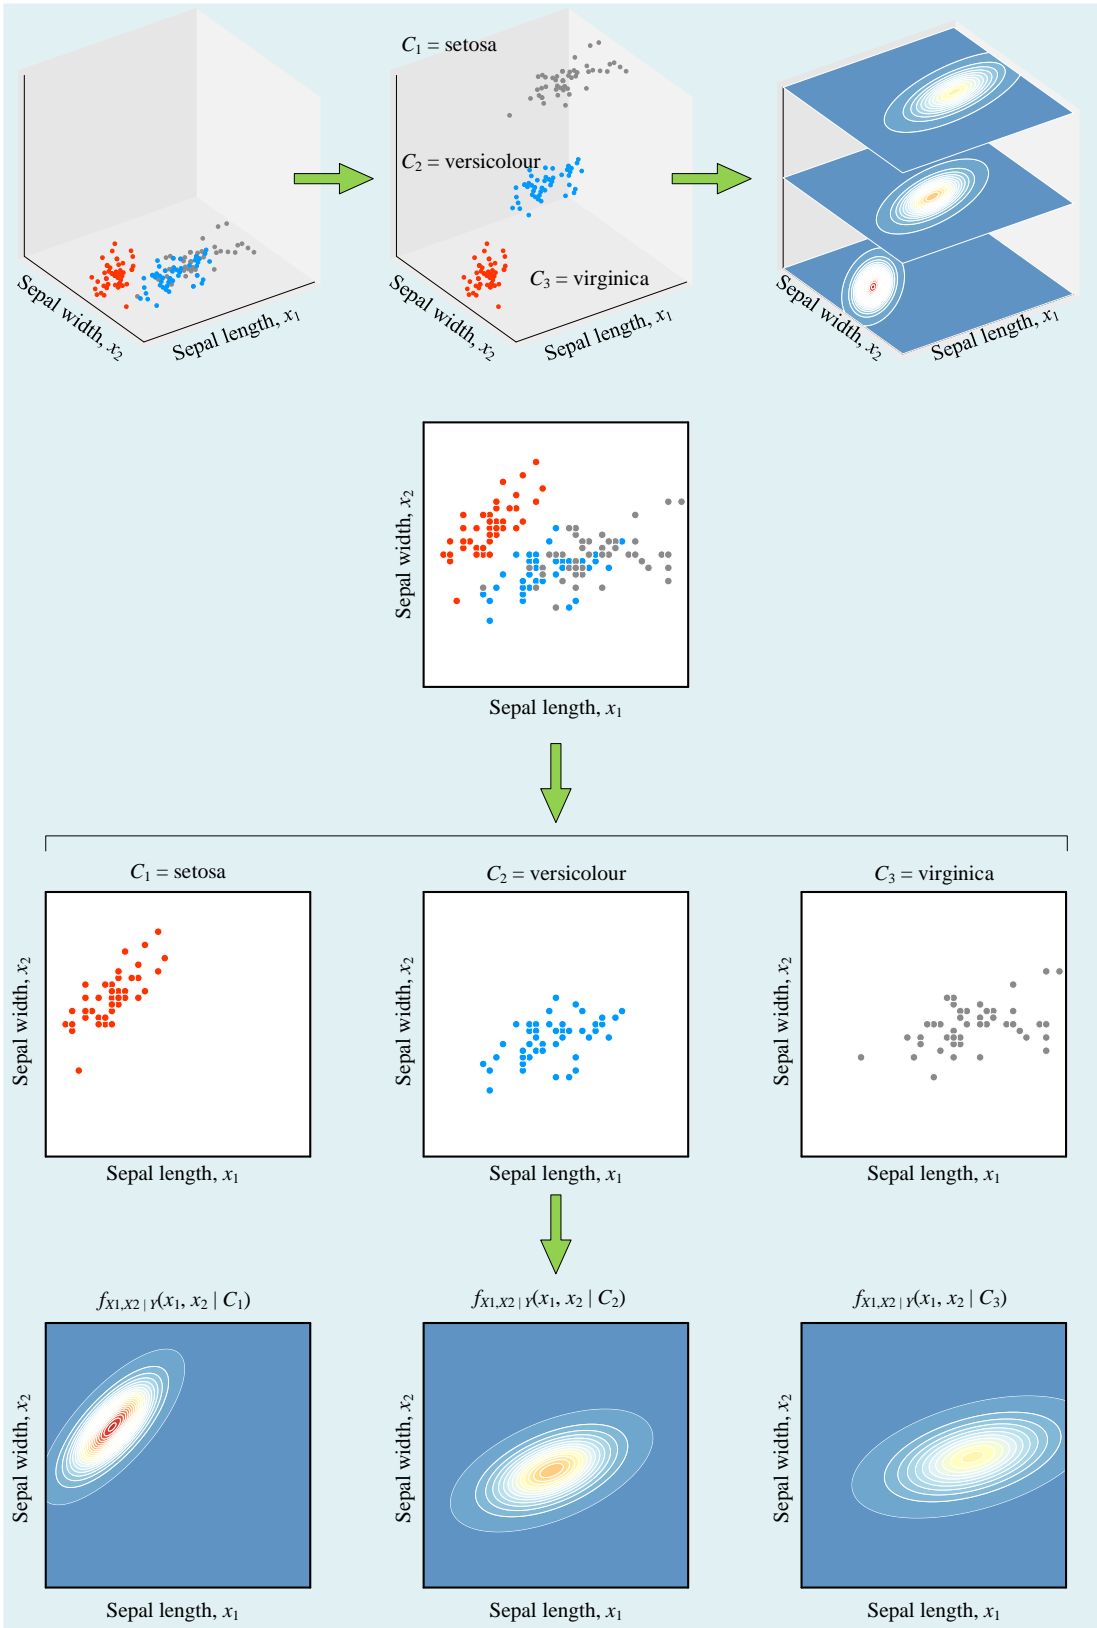 C1 = setosa
C2 = versicolour
C3 = virginica
Sepal width, x2
Sepal length, x1
Sepal width, x2
Sepal length, x1
Sepal width, x2
Sepal length, x1
Sepal width, x2
Sepal length, x1
C1 = setosa
C2 = versicolour
C3 = virginica
Sepal width, x2
Sepal width, x2
Sepal width, x2
Sepal length, x1
Sepal length, x1
Sepal length, x1
fX1,X2 | Y(x1, x2 | C1)
fX1,X2 | Y(x1, x2 | C2)
fX1,X2 | Y(x1, x2 | C3)
Sepal width, x2
Sepal width, x2
Sepal width, x2
Sepal length, x1
Sepal length, x1
Sepal length, x1